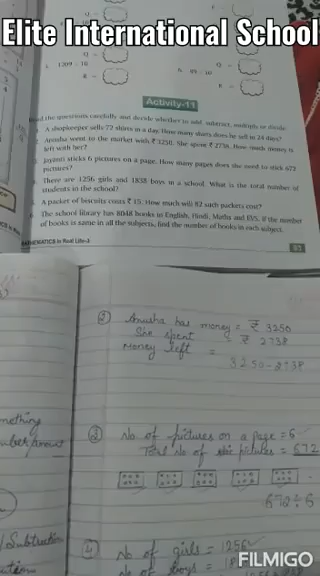 Elite International School
Q =
R =
Q =
1209 ÷ 10
R =
Q =
R =
Activity-11
Read the questions carefully and decide whether to add, subtract, multiply or divide.
A shopkeeper sells 72 shirts in a day. How many shirts does he sell in 24 days?
Anusha went to the market with ₹ 3250. She spent ₹ 2738. How much money is
left with her?
Jayanti sticks 6 pictures on a page. How many pages does she need to stick 672
pictures?
There are 1256 girls and 1838 boys in a school. What is the total number of
students in the school?
A packet of biscuits costs ₹ 15. How much will 82 such packets cost?
The school library has 8048 books in English, Hindi, Maths and EVS. If the number
of books is same in all the subjects, find the number of books in each subject.
MATHEMATICS in Real Life-3
② Anusha has money = ₹ 3250
She spent = ₹ 2738
Money left =
3250-2738
③ No. of pictures on a page = 6
Total No of pictures = 672
672÷6
④ No of girls = 1256
No of boys = 18
FILMIGO